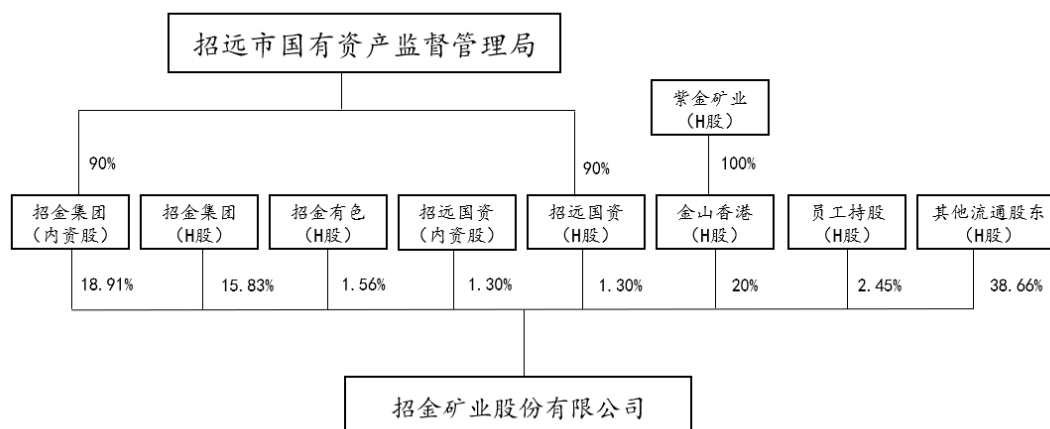 招远市国有资产监督管理局
紫金矿业
（H股）
90%
90%
100%
招金集团
（内资股）
招金集团
（H股）
招金有色
（H股）
招远国资
（内资股）
招远国资
（H股）
金山香港
（H股）
员工持股
（H股）
其他流通股东
（H股）
18.91%
15.83%
1.56%
1.30%
1.30%
20%
2.45%
38.66%
招金矿业股份有限公司